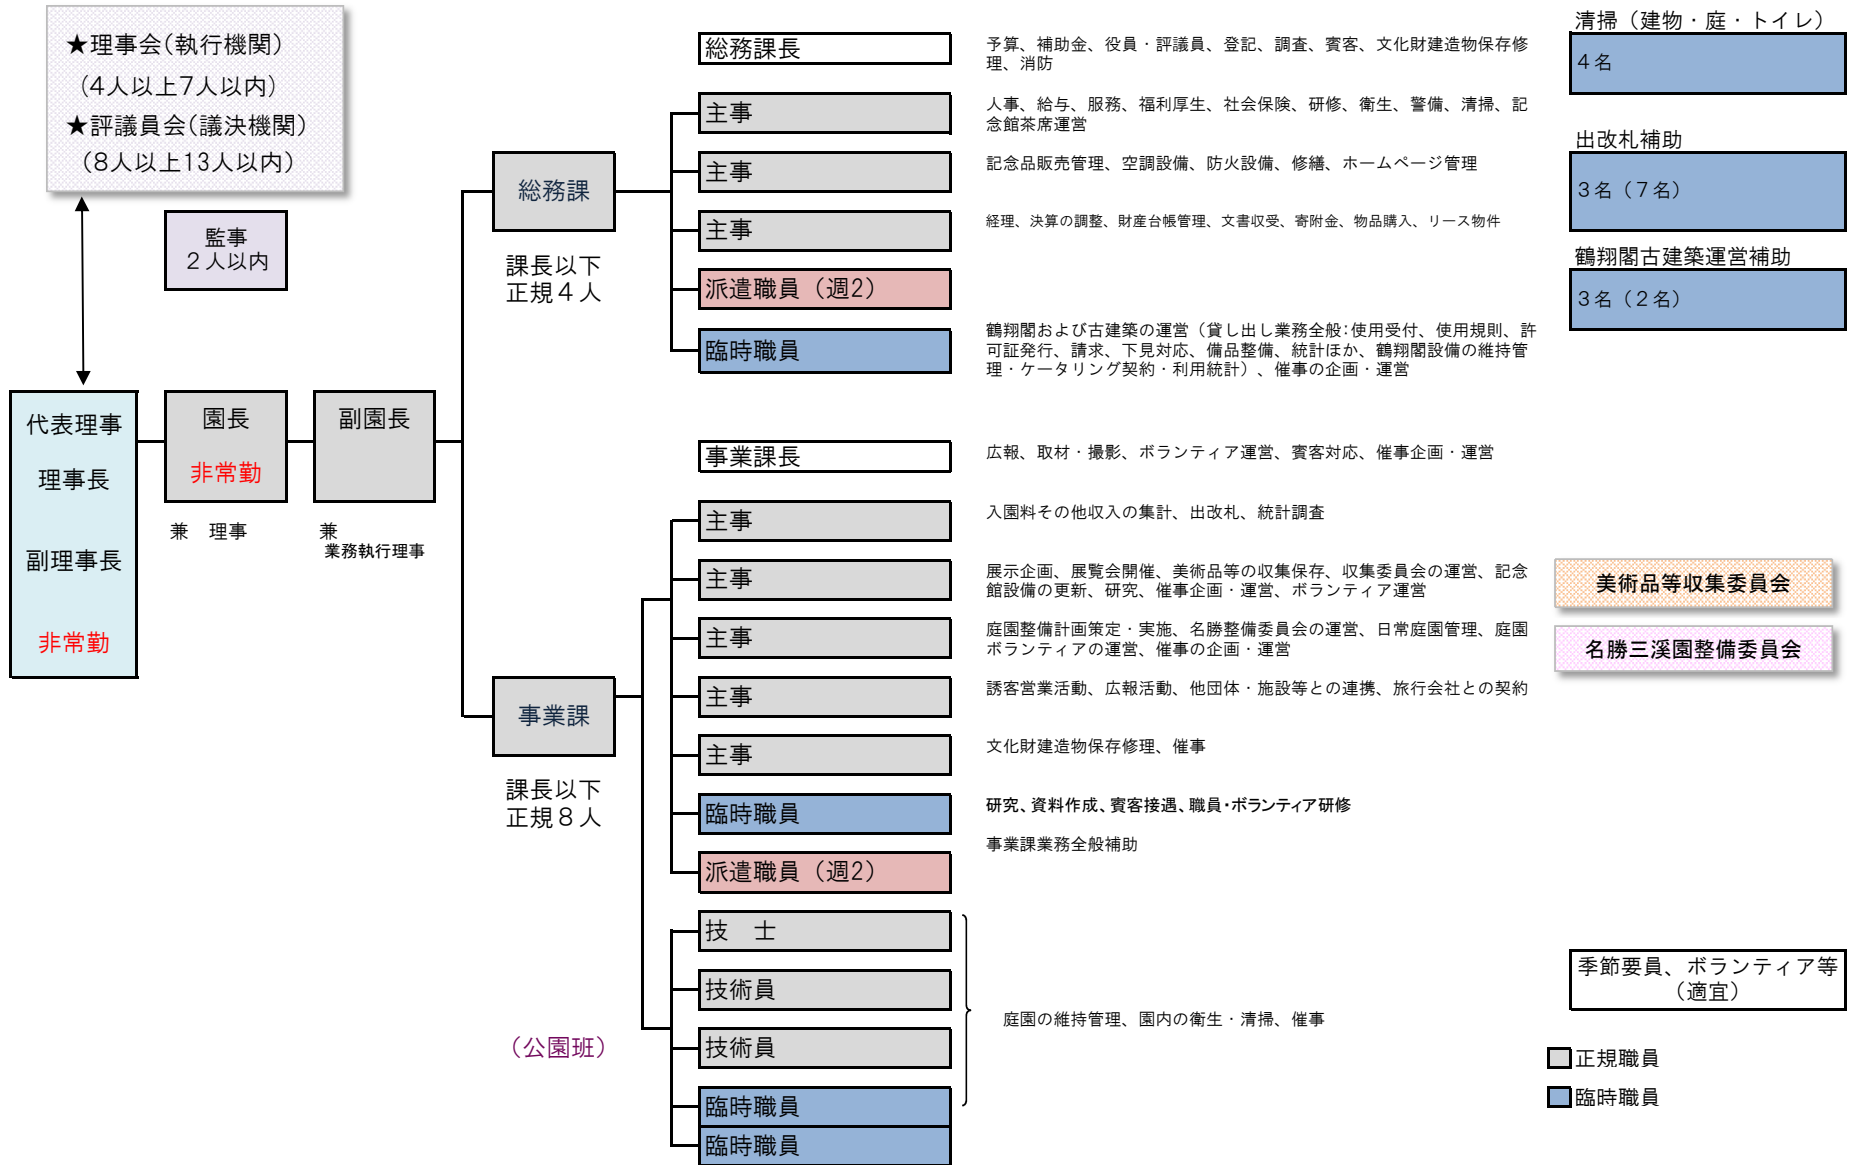 ★理事会(執行機関)
(4人以上7人以内)
★評議員会(議決機関)
(8人以上13人以内)
監事
２人以内
代表理事
理事長
副理事長
非常勤
園長
非常勤
兼　理事
副園長
兼
業務執行理事
総務課
課長以下
正規４人
総務課長
予算、補助金、役員・評議員、登記、調査、賓客、文化財建造物保存修
理、消防
主事
人事、給与、服務、福利厚生、社会保険、研修、衛生、警備、清掃、記
念館茶席運営
主事
記念品販売管理、空調設備、防火設備、修繕、ホームページ管理
主事
経理、決算の調整、財産台帳管理、文書収受、寄附金、物品購入、リース物件
派遣職員（週2）
臨時職員
鶴翔閣および古建築の運営（貸し出し業務全般：使用受付、使用規則、許
可証発行、請求、下見対応、備品整備、統計ほか、鶴翔閣設備の維持管
理・ケータリング契約・利用統計）、催事の企画・運営
事業課
課長以下
正規８人
事業課長
広報、取材・撮影、ボランティア運営、賓客対応、催事企画・運営
主事
入園料その他収入の集計、出改札、統計調査
主事
展示企画、展覧会開催、美術品等の収集保存、収集委員会の運営、記念
館設備の更新、研究、催事企画・運営、ボランティア運営
主事
庭園整備計画策定・実施、名勝整備委員会の運営、日常庭園管理、庭園
ボランティアの運営、催事の企画・運営
主事
誘客営業活動、広報活動、他団体・施設等との連携、旅行会社との契約
主事
文化財建造物保存修理、催事
臨時職員
研究、資料作成、賓客接遇、職員・ボランティア研修
事業課業務全般補助
派遣職員（週2）
（公園班）
技　士
技術員
技術員
臨時職員
臨時職員
庭園の維持管理、園内の衛生・清掃、催事
清掃（建物・庭・トイレ）
４名
出改札補助
３名（７名）
鶴翔閣古建築運営補助
３名（２名）
美術品等収集委員会
名勝三溪園整備委員会
季節要員、ボランティア等
（適宜）
正規職員
臨時職員